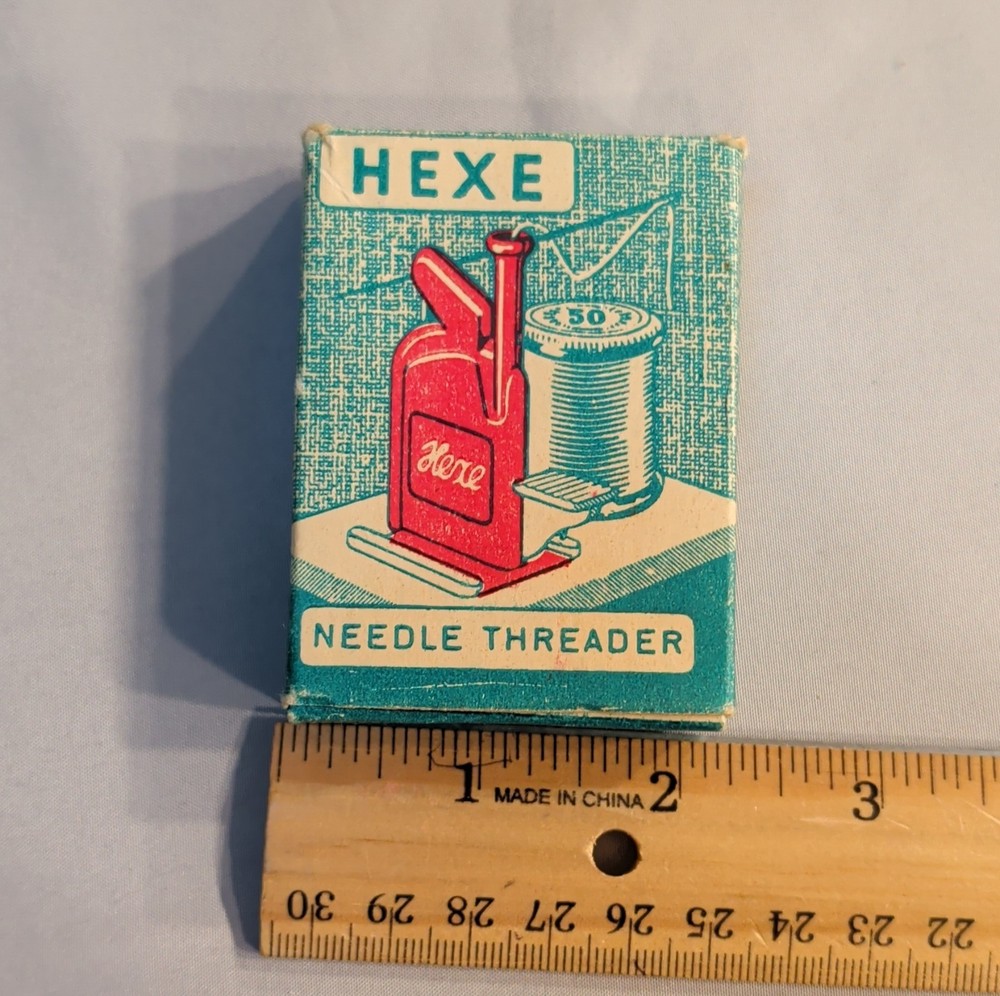 HEXE
50
Hexe
NEEDLE THREADER
1 MADE IN CHINA 2 3
30 29 28 27 26 25 24 23 22